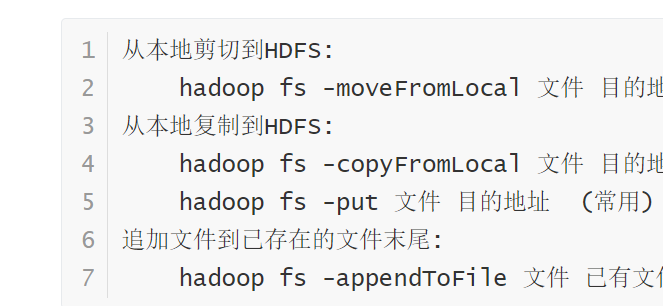 1 从本地剪切到HDFS:
2 hadoop fs -moveFromLocal 文件 目的地
3 从本地复制到HDFS:
4 hadoop fs -copyFromLocal 文件 目的地
5 hadoop fs -put 文件 目的地址 (常用)
6 追加文件到已存在的文件末尾:
7 hadoop fs -appendToFile 文件 已有文件